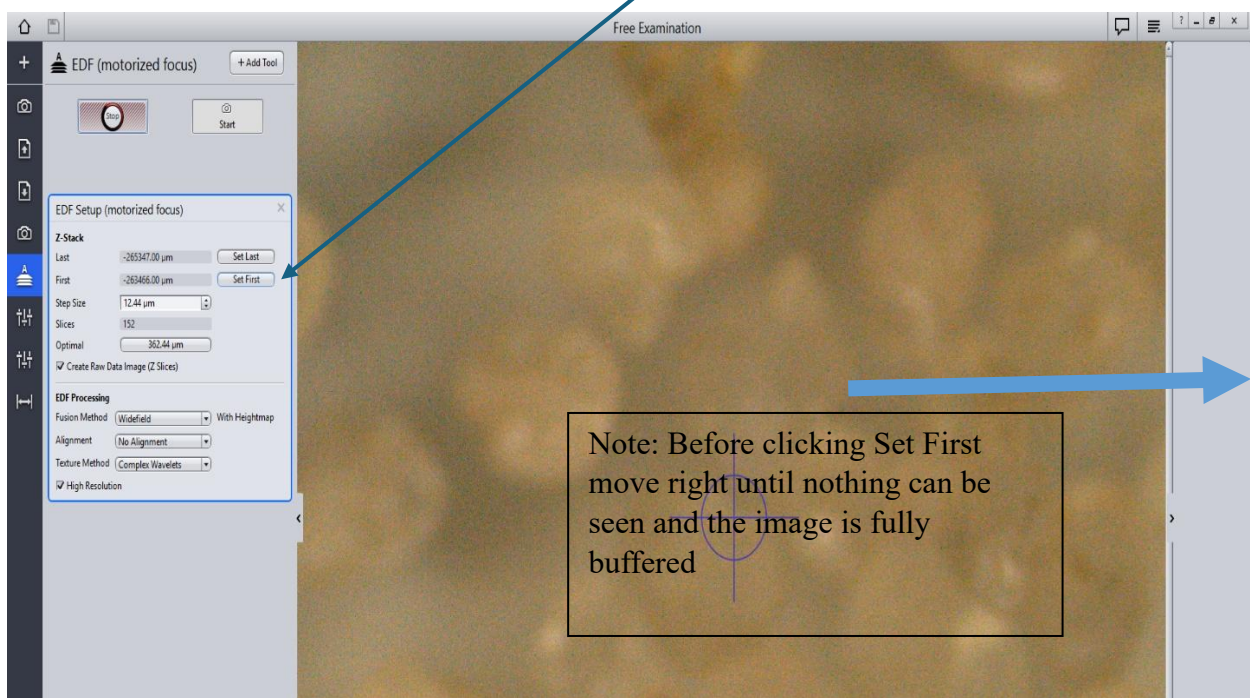 Free Examination
? - x
EDF (motorized focus)
+ Add Tool
Stop
Start
EDF Setup (motorized focus)
X
Z-Stack
Last -265347.00 µm Set Last
First -263466.00 µm Set First
Step Size 12.44 µm
Slices 152
Optimal 362.44 µm
Create Raw Data Image (Z Slices)
EDF Processing
Fusion Method Widefield With Heightmap
Alignment No Alignment
Texture Method Complex Wavelets
High Resolution
Note: Before clicking Set First
move right until nothing can be
seen and the image is fully
buffered